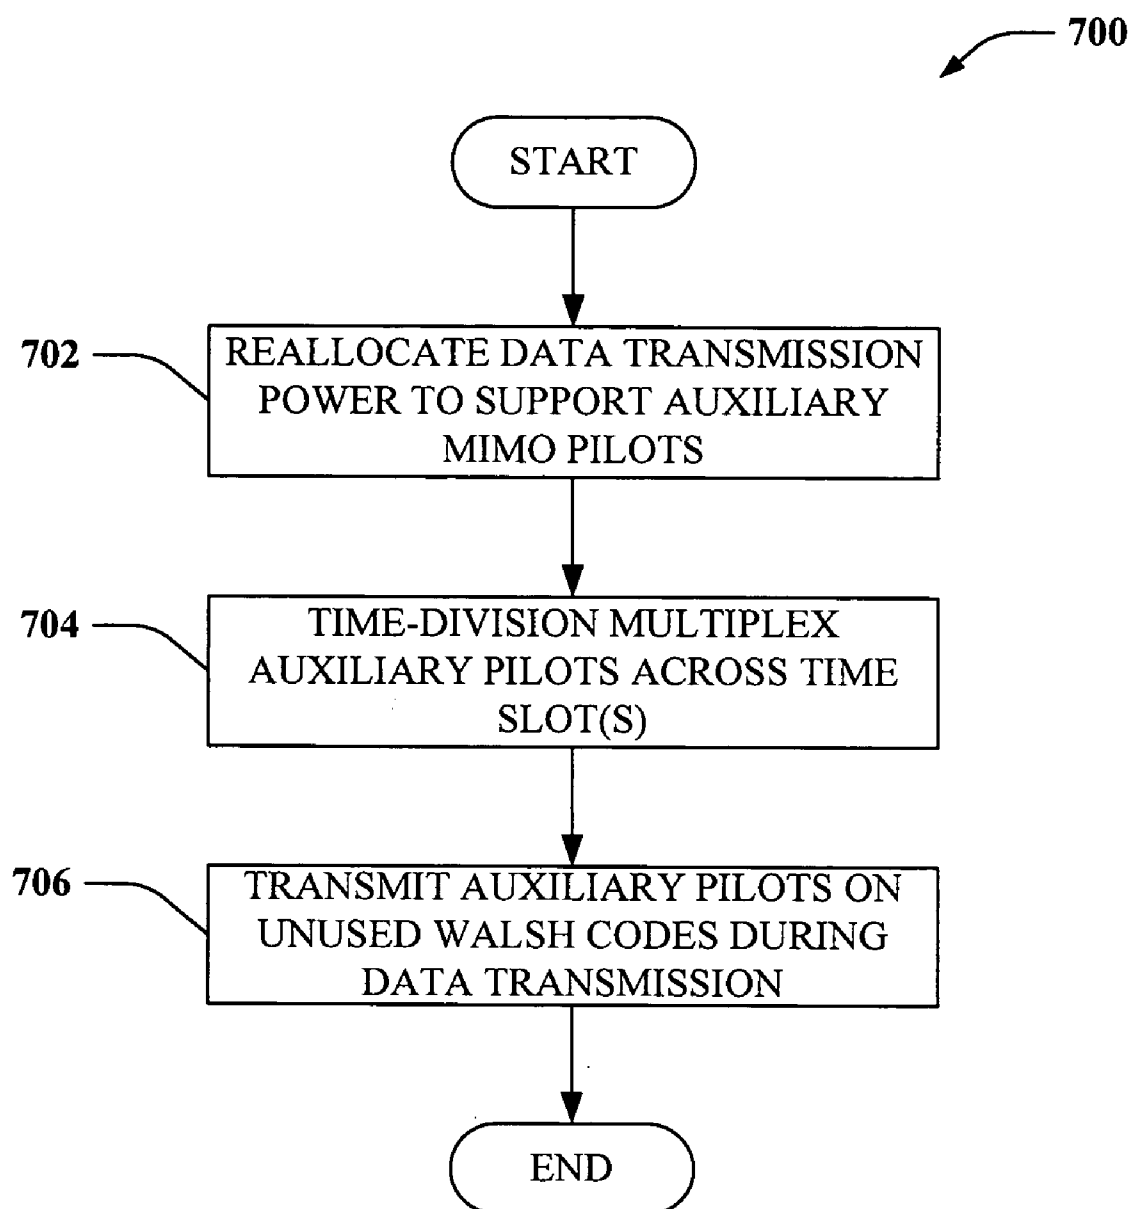 700
START
702
REALLOCATE DATA TRANSMISSION
POWER TO SUPPORT AUXILIARY
MIMO PILOTS
704
TIME-DIVISION MULTIPLEX
AUXILIARY PILOTS ACROSS TIME
SLOT(S)
706
TRANSMIT AUXILIARY PILOTS ON
UNUSED WALSH CODES DURING
DATA TRANSMISSION
END